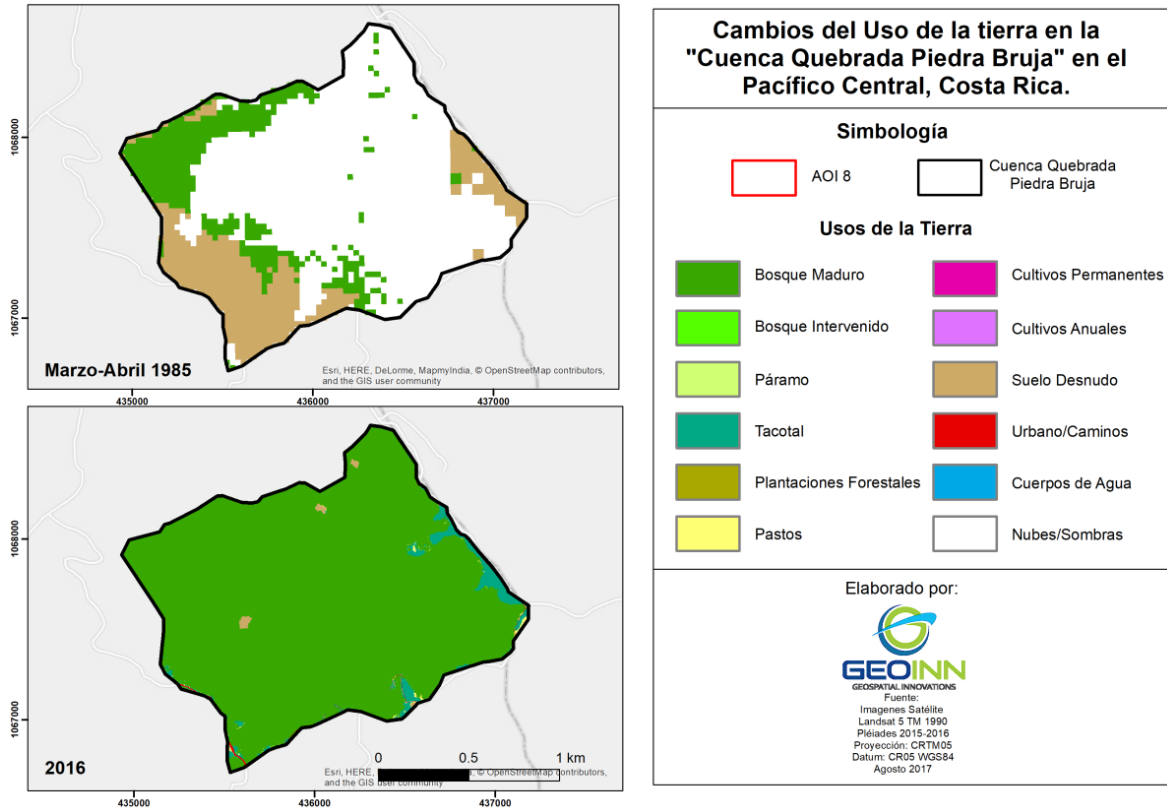 1068000
1067000
Marzo-Abril 1985
Esri, HERE, DeLorme, MapmyIndia, © OpenStreetMap contributors,
and the GIS user community
435000
436000
437000
1068000
1067000
2016
0
0.5
1 km
Esri, HERE,
© OpenStreetMap contributors,
and the GIS user community
435000
436000
437000
Cambios del Uso de la tierra en la
"Cuenca Quebrada Piedra Bruja" en el
Pacífico Central, Costa Rica.
Simbología
AOI 8
Cuenca Quebrada
Piedra Bruja
Usos de la Tierra
Bosque Maduro
Cultivos Permanentes
Bosque Intervenido
Cultivos Anuales
Páramo
Suelo Desnudo
Tacotal
Urbano/Caminos
Plantaciones Forestales
Cuerpos de Agua
Pastos
Nubes/Sombras
Elaborado por:
GEOINN
GEOSPATIAL INNOVATIONS
Fuente:
Imagenes Satélite
Landsat 5 TM 1990
Pléiades 2015-2016
Proyección: CRTM05
Datum: CR05 WGS84
Agosto 2017